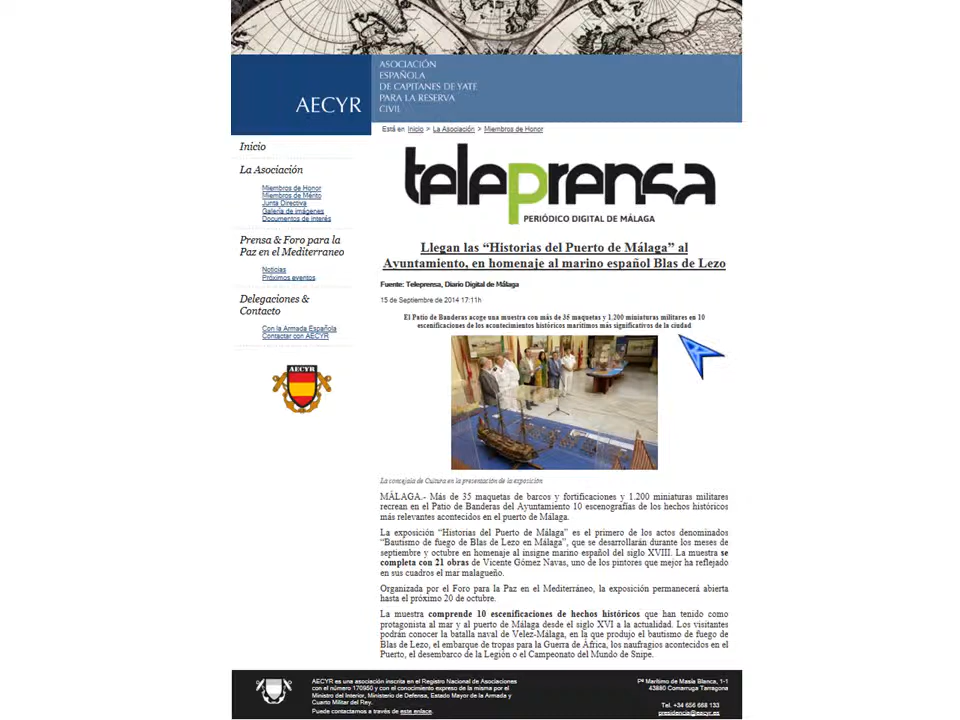 ASOCIACIÓN
ESPAÑOLA
DE CAPITANES DE YATE
PARA LA RESERVA
CIVIL
AECYR
Está en Inicio > La Asociación > Miembros de Honor
Inicio
La Asociación
Miembros de Honor
Miembros de Mérito
Junta Directiva
Galería de imágenes
Documentos de interés
Prensa & Foro para la
Paz en el Mediterraneo
Noticias
Próximos eventos
Delegaciones &
Contacto
Con la Armada Española
Contactar con AECYR
AECYR
teleprensa
PERIÓDICO DIGITAL DE MÁLAGA
Llegan las “Historias del Puerto de Málaga” al
Ayuntamiento, en homenaje al marino español Blas de Lezo
Fuente: Teleprensa, Diario Digital de Málaga
15 de Septiembre de 2014 17:11h
El Patio de Banderas acoge una muestra con más de 35 maquetas y 1.200 miniaturas militares en 10
escenificaciones de los acontecimientos históricos marítimos más significativos de la ciudad
La concejala de Cultura en la presentación de la exposición
MÁLAGA.- Más de 35 maquetas de barcos y fortificaciones y 1.200 miniaturas militares
recrean en el Patio de Banderas del Ayuntamiento 10 escenografías de los hechos históricos
más relevantes acontecidos en el puerto de Málaga.
La exposición “Historias del Puerto de Málaga” es el primero de los actos denominados
“Bautismo de fuego de Blas de Lezo en Málaga”, que se desarrollarán durante los meses de
septiembre y octubre en homenaje al insigne marino español del siglo XVIII. La muestra se
completa con 21 obras de Vicente Gómez Navas, uno de los pintores que mejor ha reflejado
en sus cuadros el mar malagueño.
Organizada por el Foro para la Paz en el Mediterráneo, la exposición permanecerá abierta
hasta el próximo 20 de octubre.
La muestra comprende 10 escenificaciones de hechos históricos que han tenido como
protagonista al mar y al puerto de Málaga desde el siglo XVI a la actualidad. Los visitantes
podrán conocer la batalla naval de Vélez-Málaga, en la que produjo el bautismo de fuego de
Blas de Lezo, el embarque de tropas para la Guerra de África, los naufragios acontecidos en el
Puerto, el desembarco de la Legión o el Campeonato del Mundo de Snipe.
AECYR es una asociación inscrita en el Registro Nacional de Asociaciones
con el número 170950 y con el conocimiento expreso de la misma por el
Ministro del Interior, Ministerio de Defensa, Estado Mayor de la Armada y
Cuarto Militar del Rey.
Puede contactarnos a través de este enlace.
Pº Marítimo de Masía Blanca, 1-1
43880 Comarruga Tarragona
Tel. +34 656 668 133
presidencia@aecyr.es